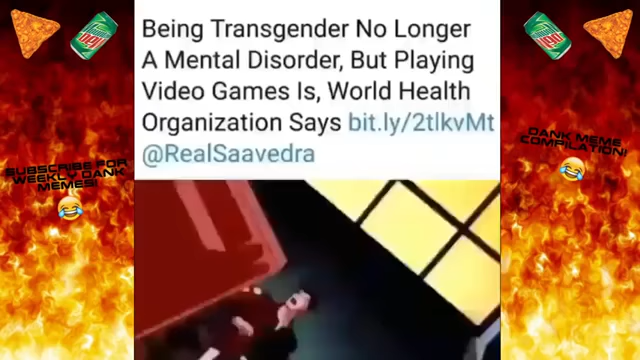 Being Transgender No Longer
A Mental Disorder, But Playing
Video Games Is, World Health
Organization Says bit.ly/2tlkvMt
@RealSaavedra
SUBSCRIBE FOR
WEEKLY DANK
MEMES!
😂
DANK MEME
COMPILATION!
😂